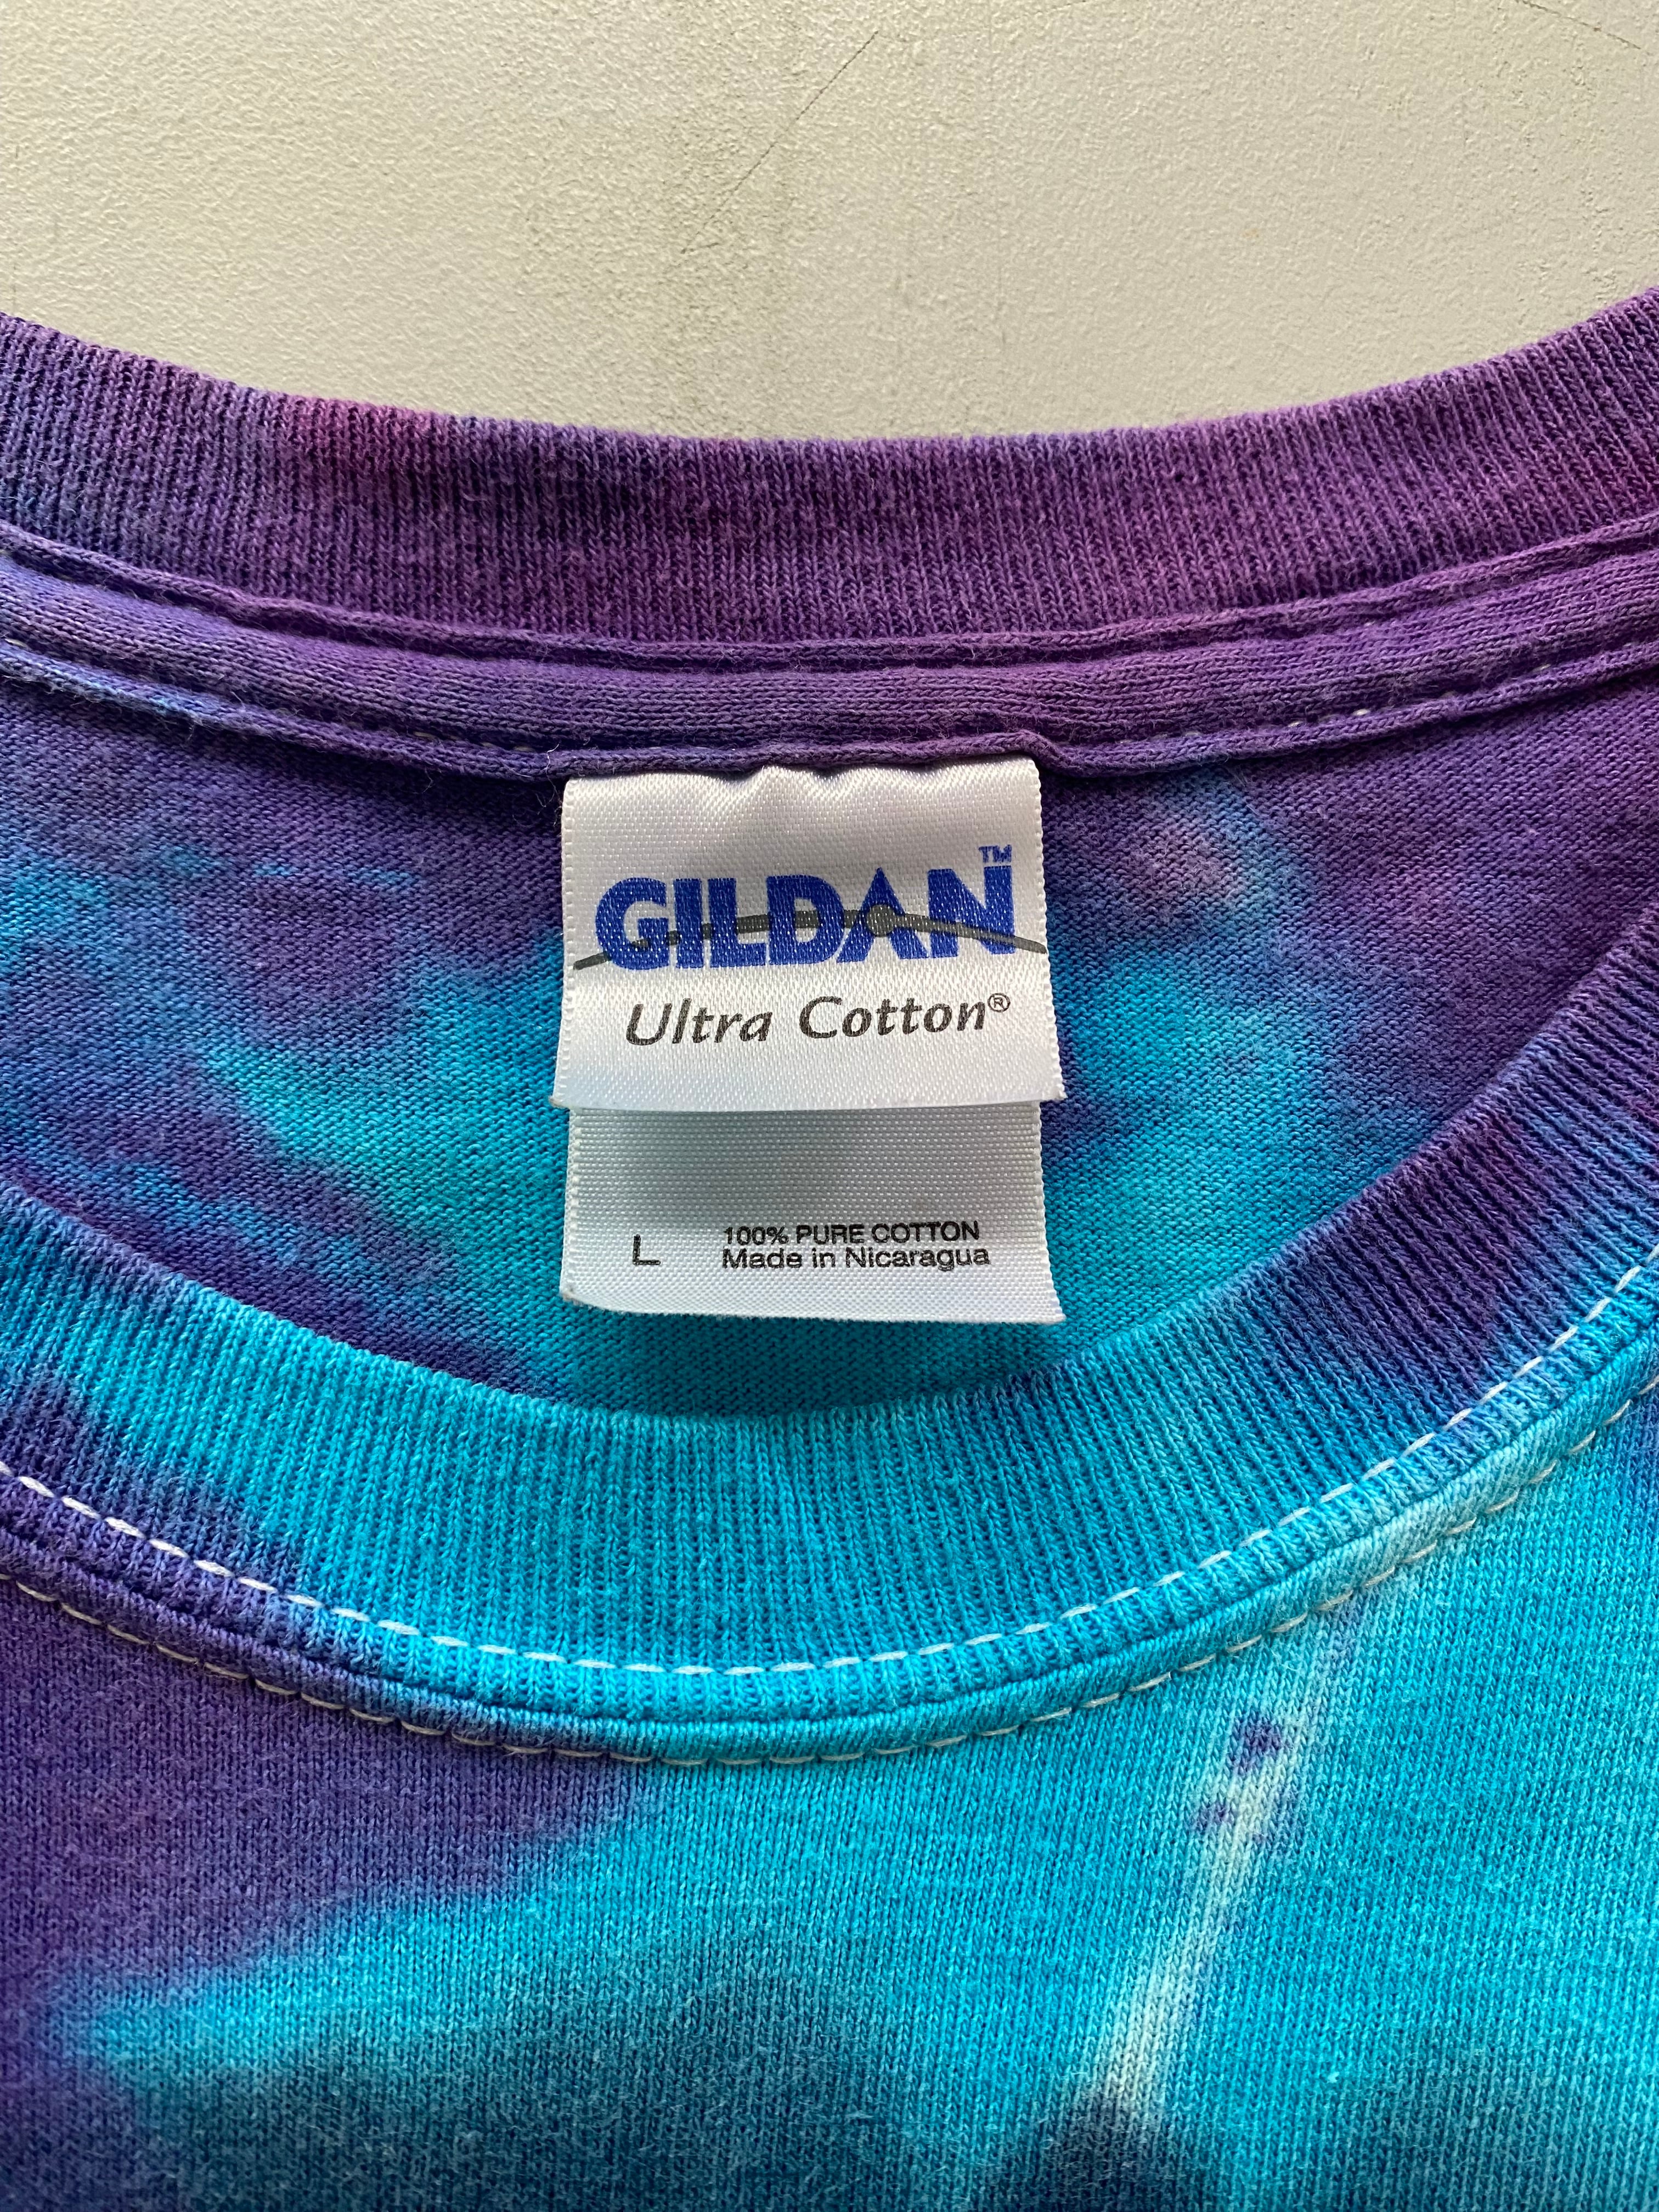 GILDAN™
Ultra Cotton®
L 100% PURE COTTON
Made in Nicaragua